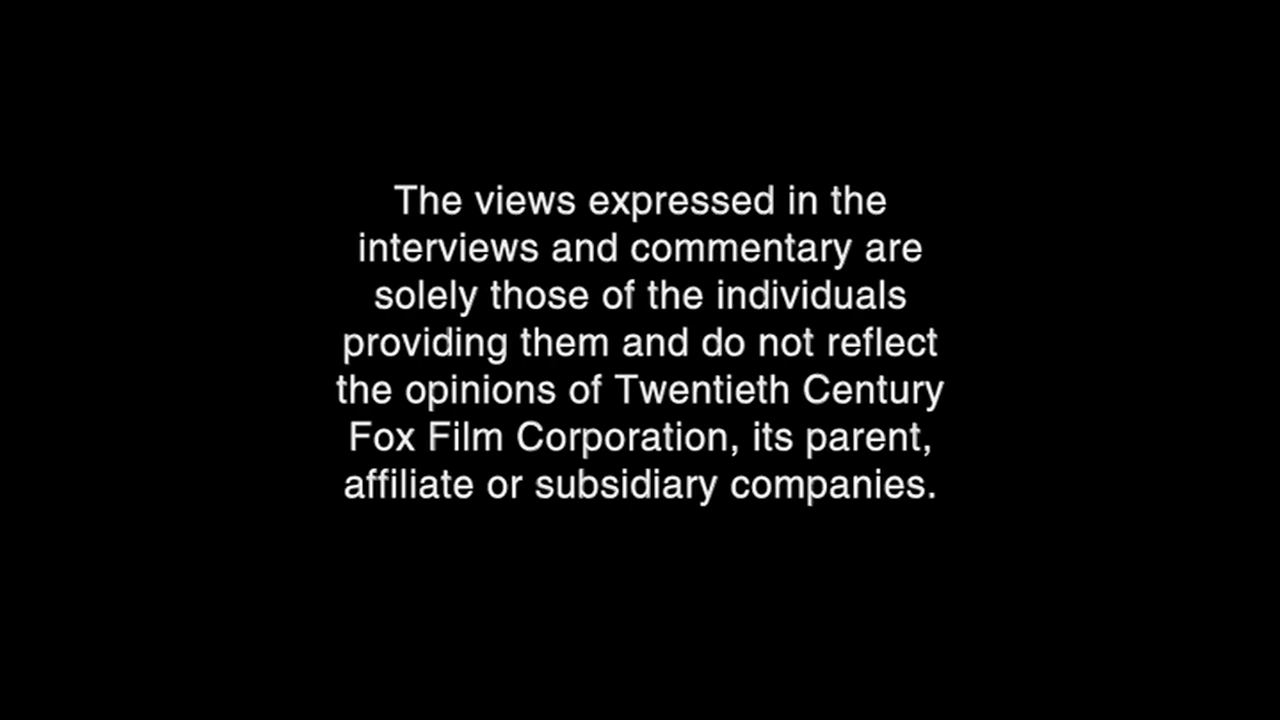 The views expressed in the
interviews and commentary are
solely those of the individuals
providing them and do not reflect
the opinions of Twentieth Century
Fox Film Corporation, its parent,
affiliate or subsidiary companies.